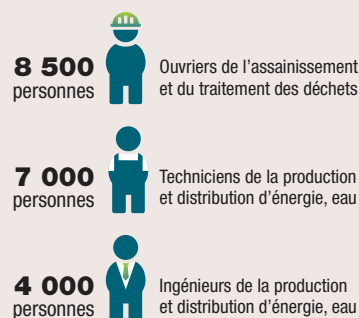 8 500
personnes
Ouvriers de l’assainissement
et du traitement des déchets
7 000
personnes
Techniciens de la production
et distribution d’énergie, eau
4 000
personnes
Ingénieurs de la production
et distribution d’énergie, eau